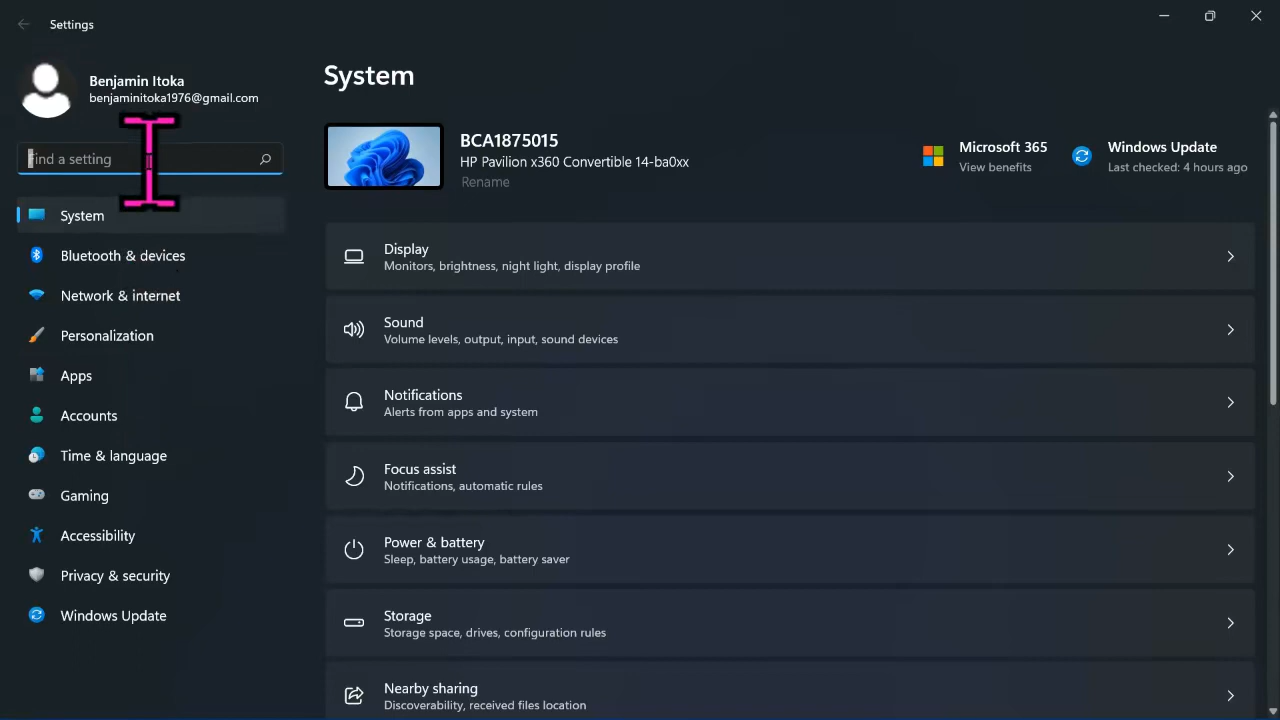 Settings
Benjamin Itoka
benjaminitoka1976@gmail.com
Find a setting
System
Bluetooth & devices
Network & internet
Personalization
Apps
Accounts
Time & language
Gaming
Accessibility
Privacy & security
Windows Update
System
BCA1875015
HP Pavilion x360 Convertible 14-ba0xx
Rename
Microsoft 365
View benefits
Windows Update
Last checked: 4 hours ago
Display
Monitors, brightness, night light, display profile
Sound
Volume levels, output, input, sound devices
Notifications
Alerts from apps and system
Focus assist
Notifications, automatic rules
Power & battery
Sleep, battery usage, battery saver
Storage
Storage space, drives, configuration rules
Nearby sharing
Discoverability, received files location